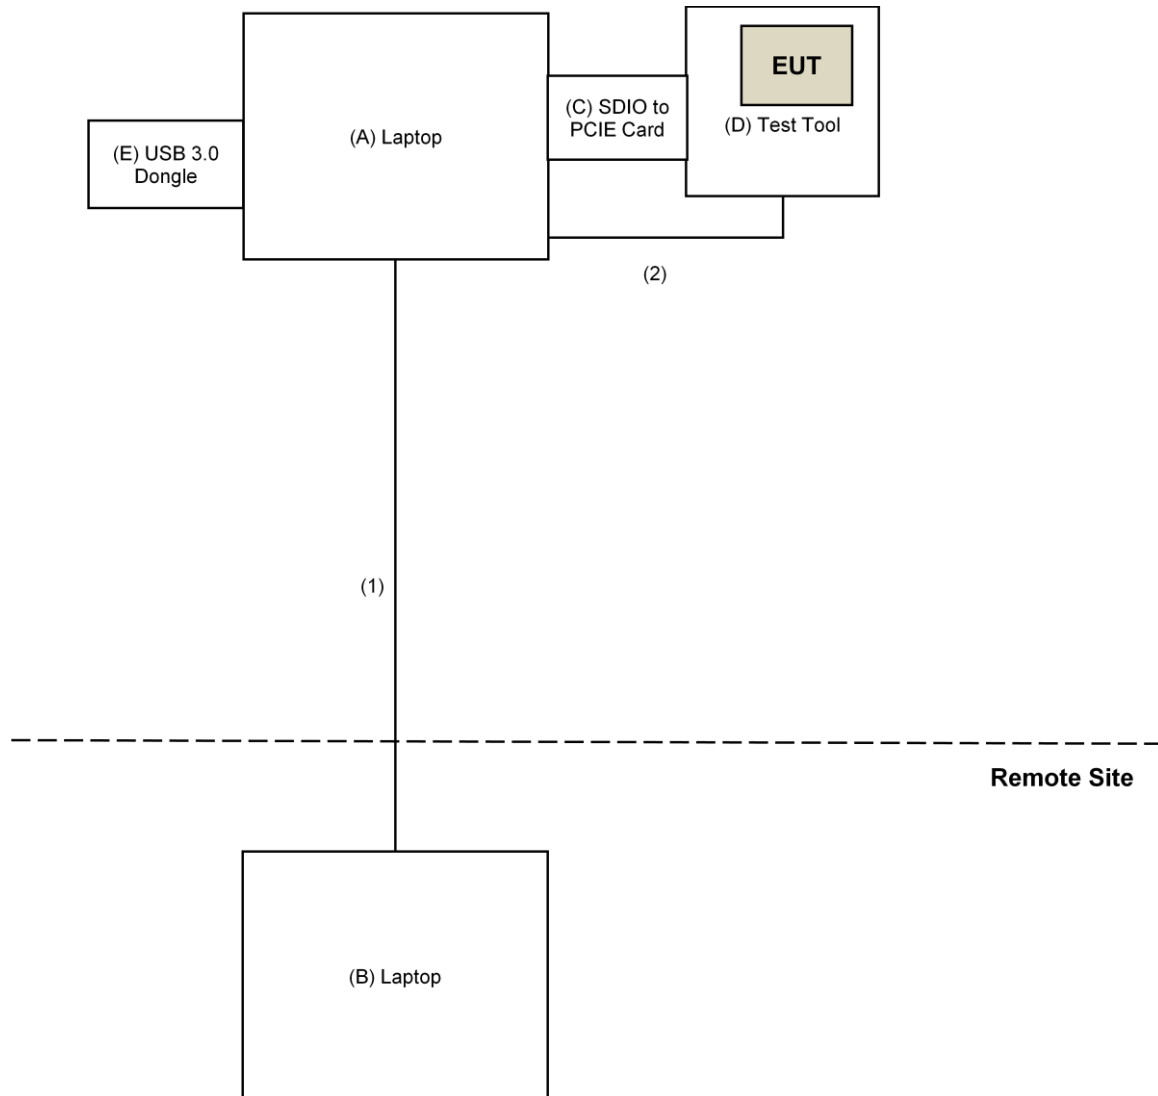 EUT
(C) SDIO to
PCIE Card
(D) Test Tool
(A) Laptop
(E) USB 3.0
Dongle
(2)
(1)
Remote Site
(B) Laptop